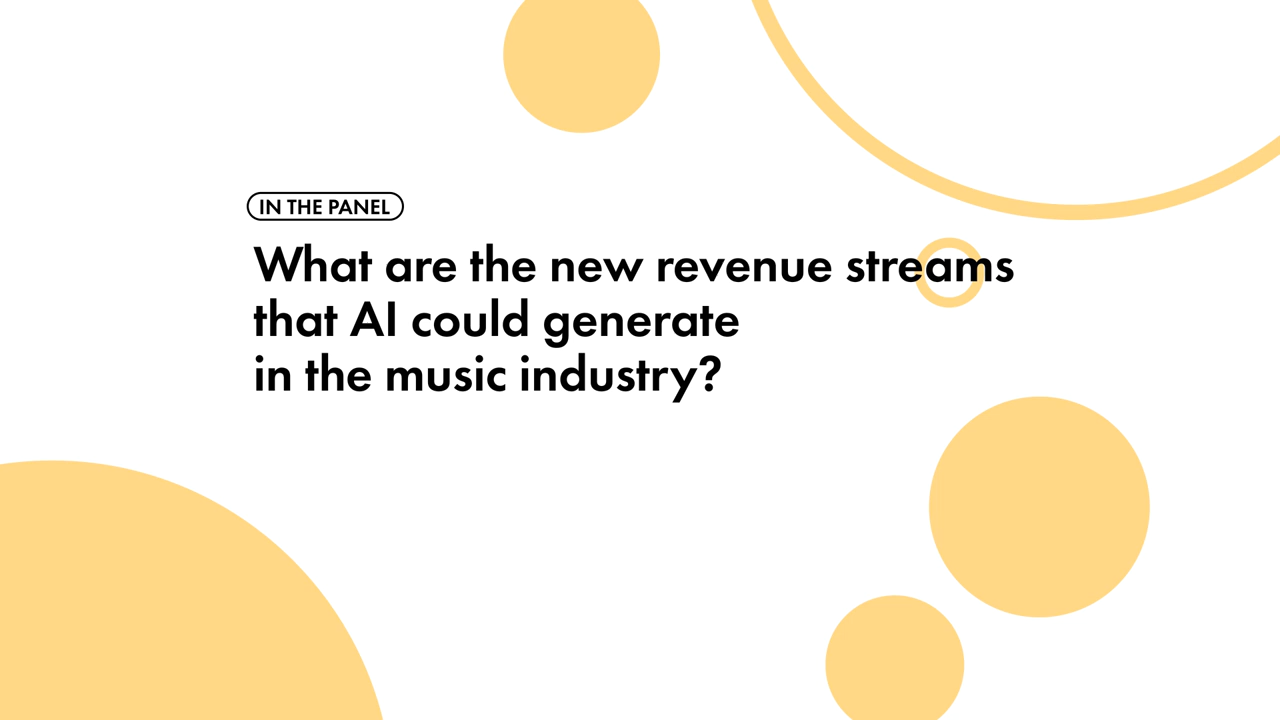 IN THE PANEL
What are the new revenue streams
that AI could generate
in the music industry?